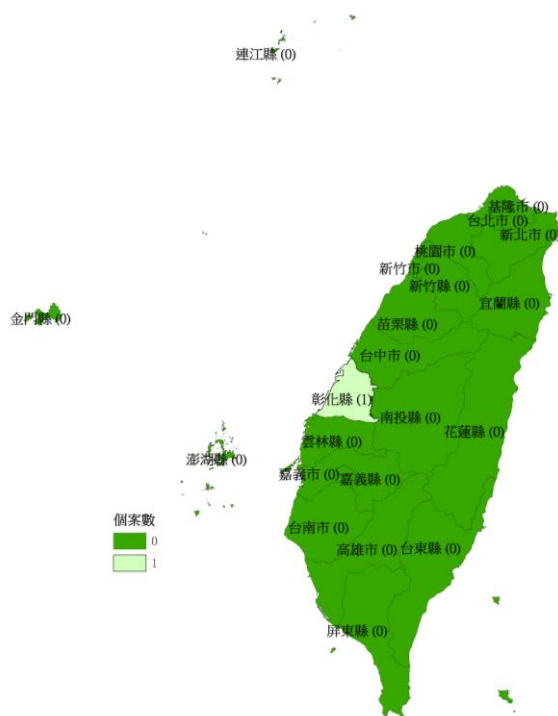 連江縣 (0)
基隆市 (0)
台北市 (0)
新北市 (0)
桃園市 (0)
新竹市 (0)
新竹縣 (0)
宜蘭縣 (0)
金門縣 (0)
苗栗縣 (0)
台中市 (0)
彰化縣 (1)
南投縣 (0)
花蓮縣 (0)
雲林縣 (0)
澎湖縣 (0)
嘉義市 (0)
嘉義縣 (0)
個案數
0
1
台南市 (0)
高雄市 (0)
台東縣 (0)
屏東縣 (0)